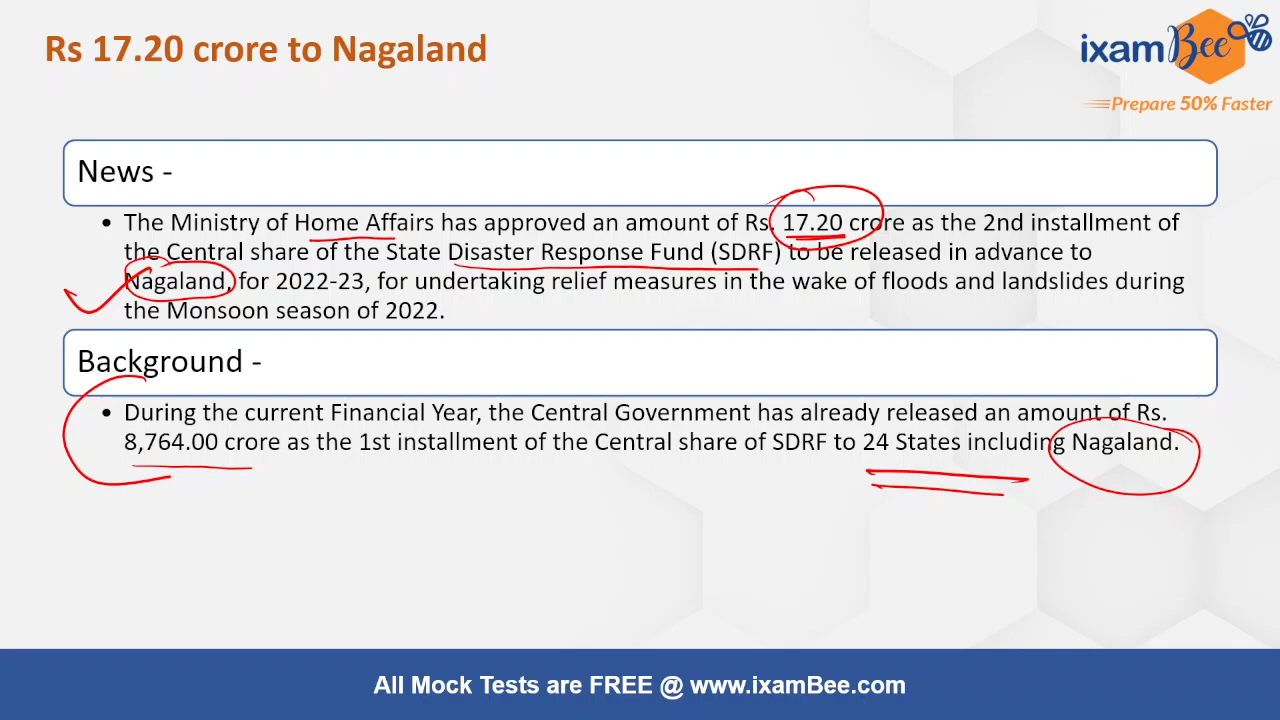 Rs 17.20 crore to Nagaland
ixamBee
Prepare 50% Faster
News -
• The Ministry of Home Affairs has approved an amount of Rs. 17.20 crore as the 2nd installment of
the Central share of the State Disaster Response Fund (SDRF) to be released in advance to
Nagaland, for 2022-23, for undertaking relief measures in the wake of floods and landslides during
the Monsoon season of 2022.
Background -
• During the current Financial Year, the Central Government has already released an amount of Rs.
8,764.00 crore as the 1st installment of the Central share of SDRF to 24 States including Nagaland.
All Mock Tests are FREE @ www.ixamBee.com